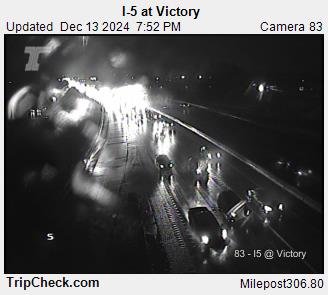 I-5 at Victory
Updated Dec 13 2024 7:52 PM Camera 83
T
S
83 - I5 @ Victory
TripCheck.com Milepost306.80